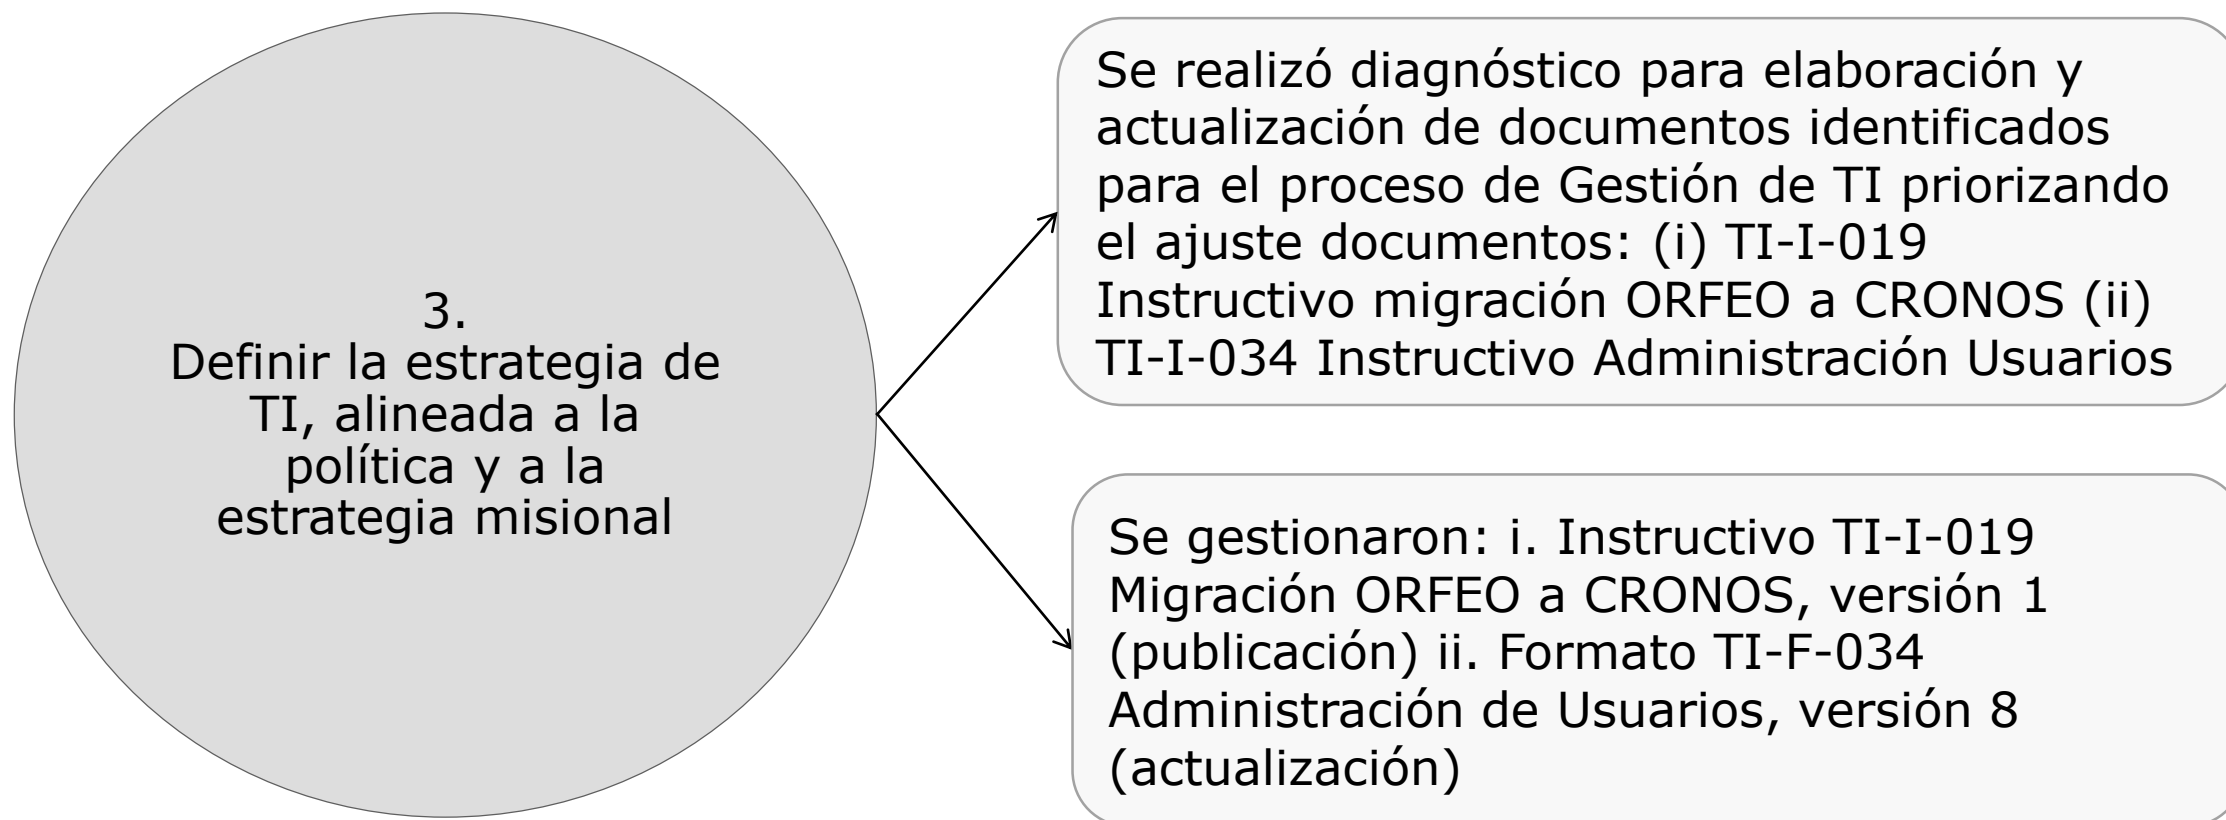 3.
Definir la estrategia de
TI, alineada a la
política y a la
estrategia misional
Se realizó diagnóstico para elaboración y
actualización de documentos identificados
para el proceso de Gestión de TI priorizando
el ajuste documentos: (i) TI-I-019
Instructivo migración ORFEO a CRONOS (ii)
TI-I-034 Instructivo Administración Usuarios
Se gestionaron: i. Instructivo TI-I-019
Migración ORFEO a CRONOS, versión 1
(publicación) ii. Formato TI-F-034
Administración de Usuarios, versión 8
(actualización)